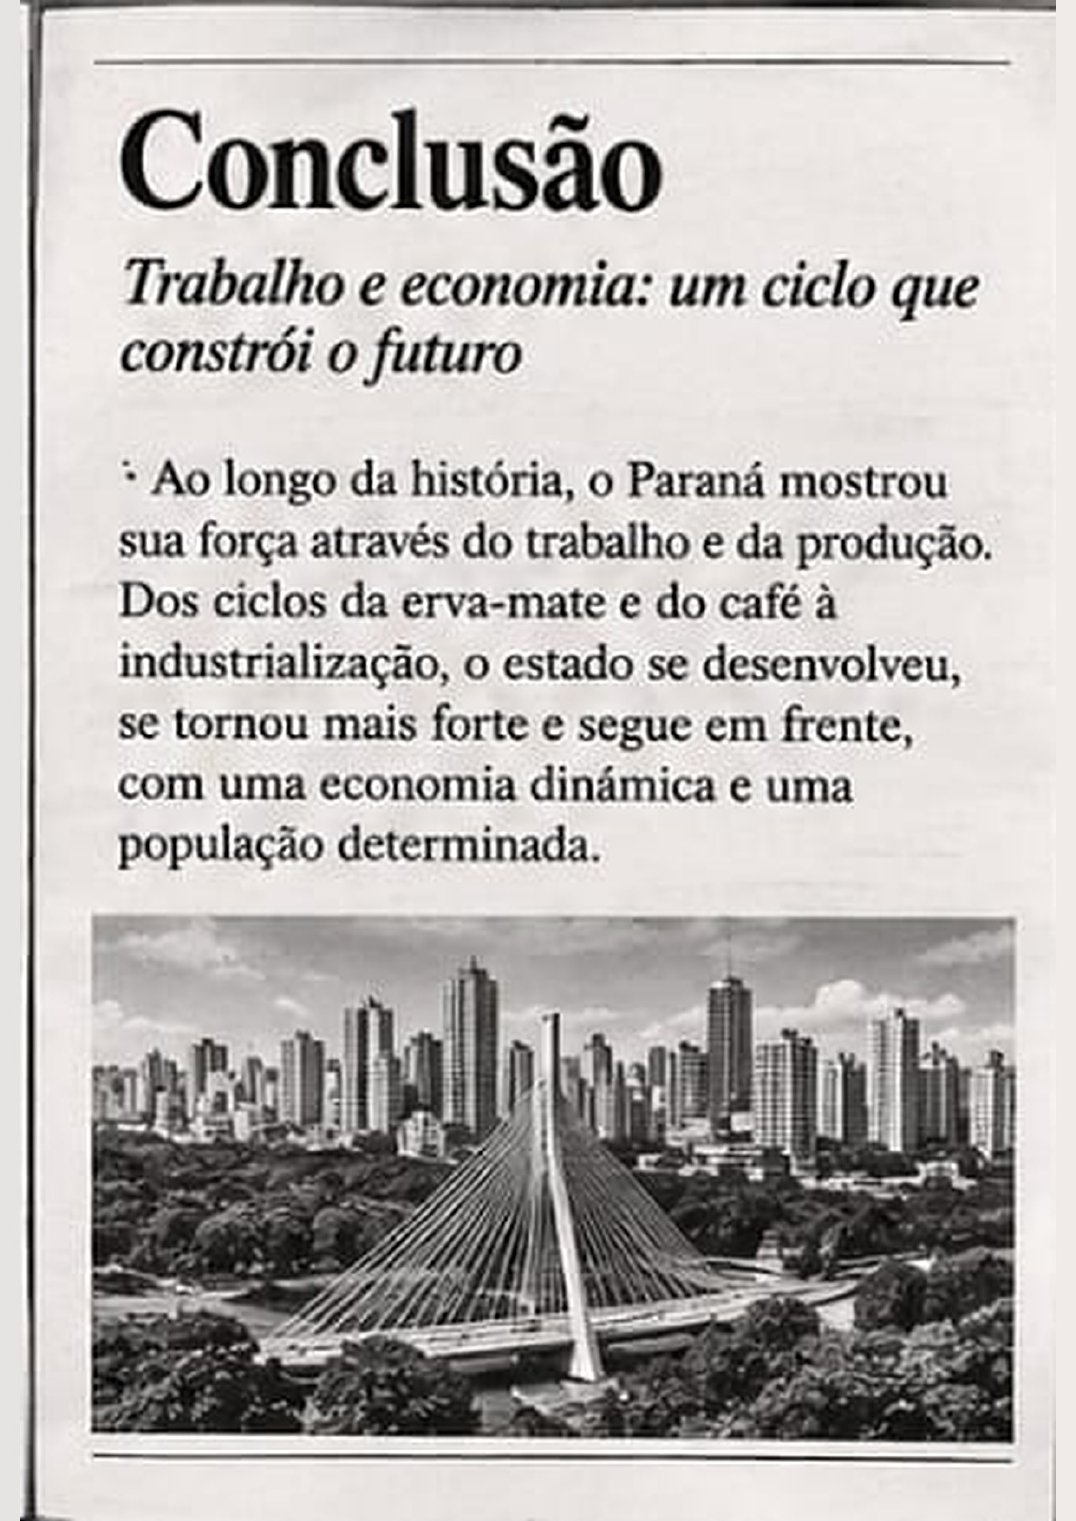 Conclusão
Trabalho e economia: um ciclo que
constrói o futuro
Ao longo da história, o Paraná mostrou
sua força através do trabalho e da produção.
Dos ciclos da erva-mate e do café à
industrialização, o estado se desenvolveu,
se tornou mais forte e segue em frente,
com uma economia dinámica e uma
população determinada.